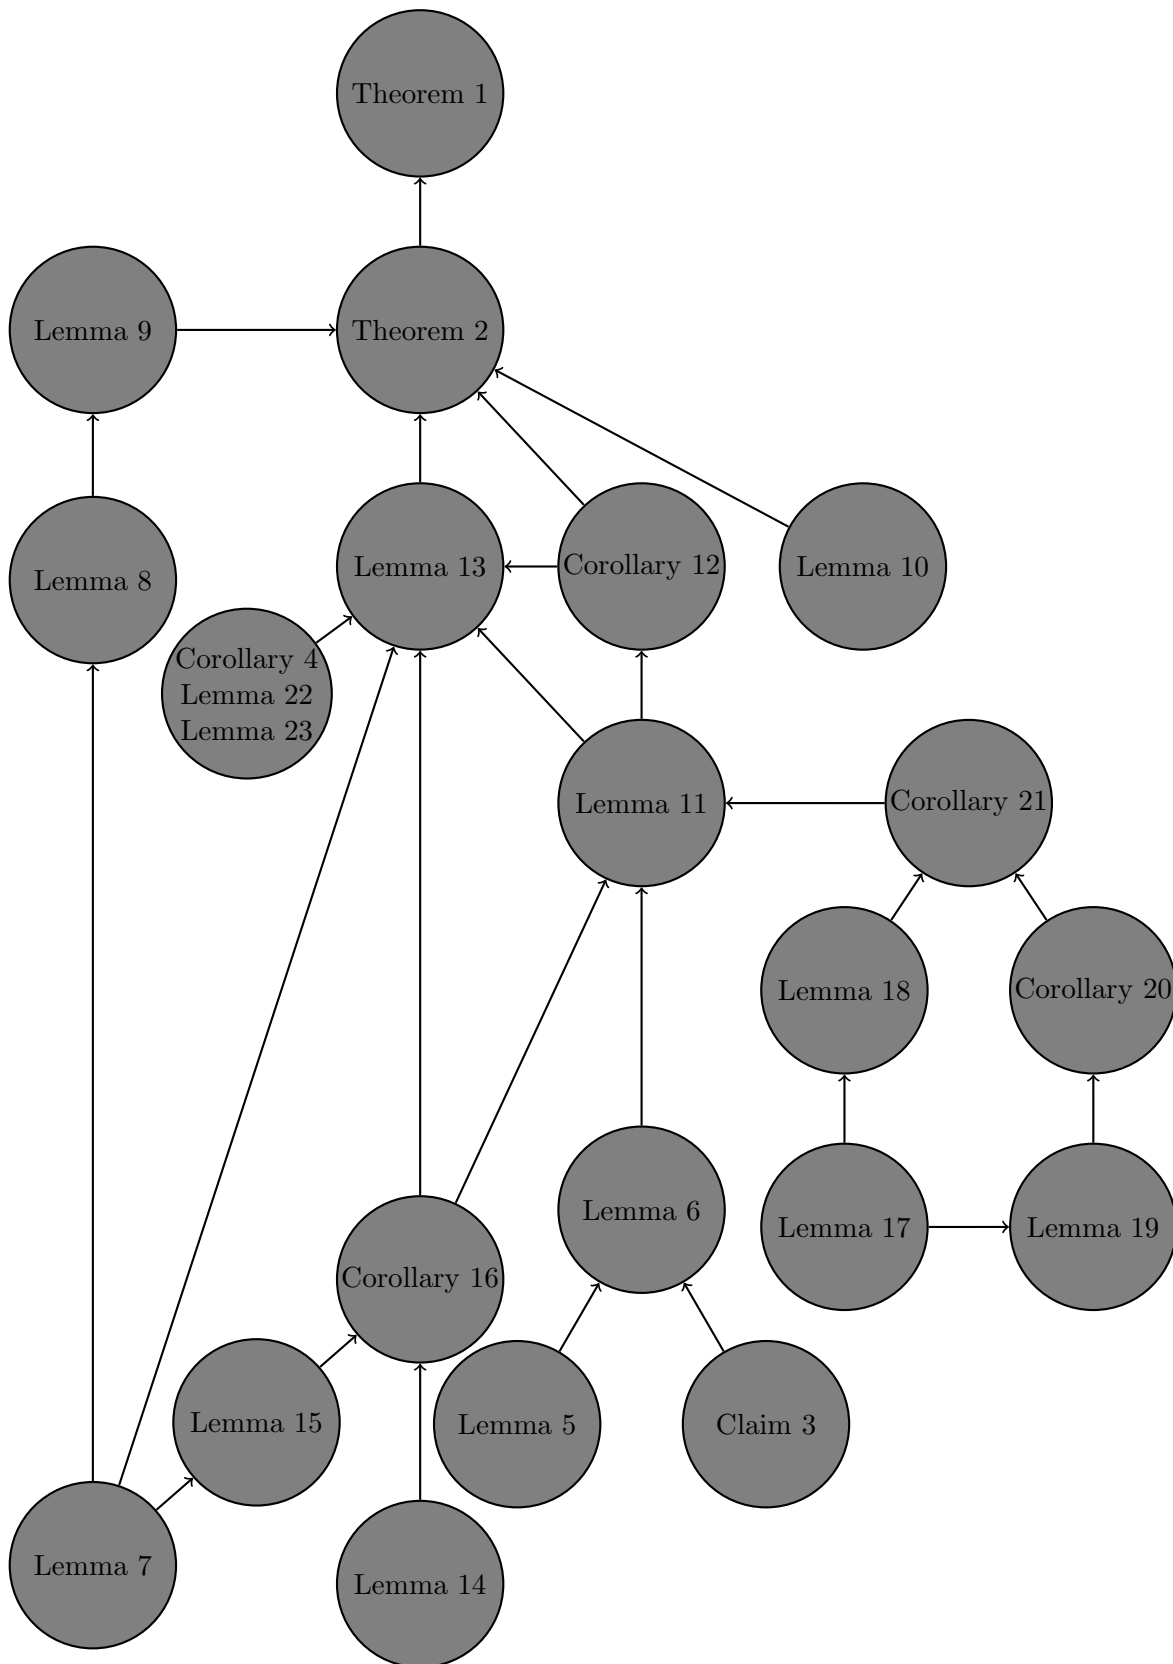 Theorem 1
Lemma 9
Theorem 2
Lemma 8
Lemma 13
Corollary 12
Lemma 10
Corollary 4
Lemma 22
Lemma 23
Lemma 11
Corollary 21
Lemma 18
Corollary 20
Lemma 6
Lemma 17
Lemma 19
Corollary 16
Lemma 15
Lemma 5
Claim 3
Lemma 7
Lemma 14